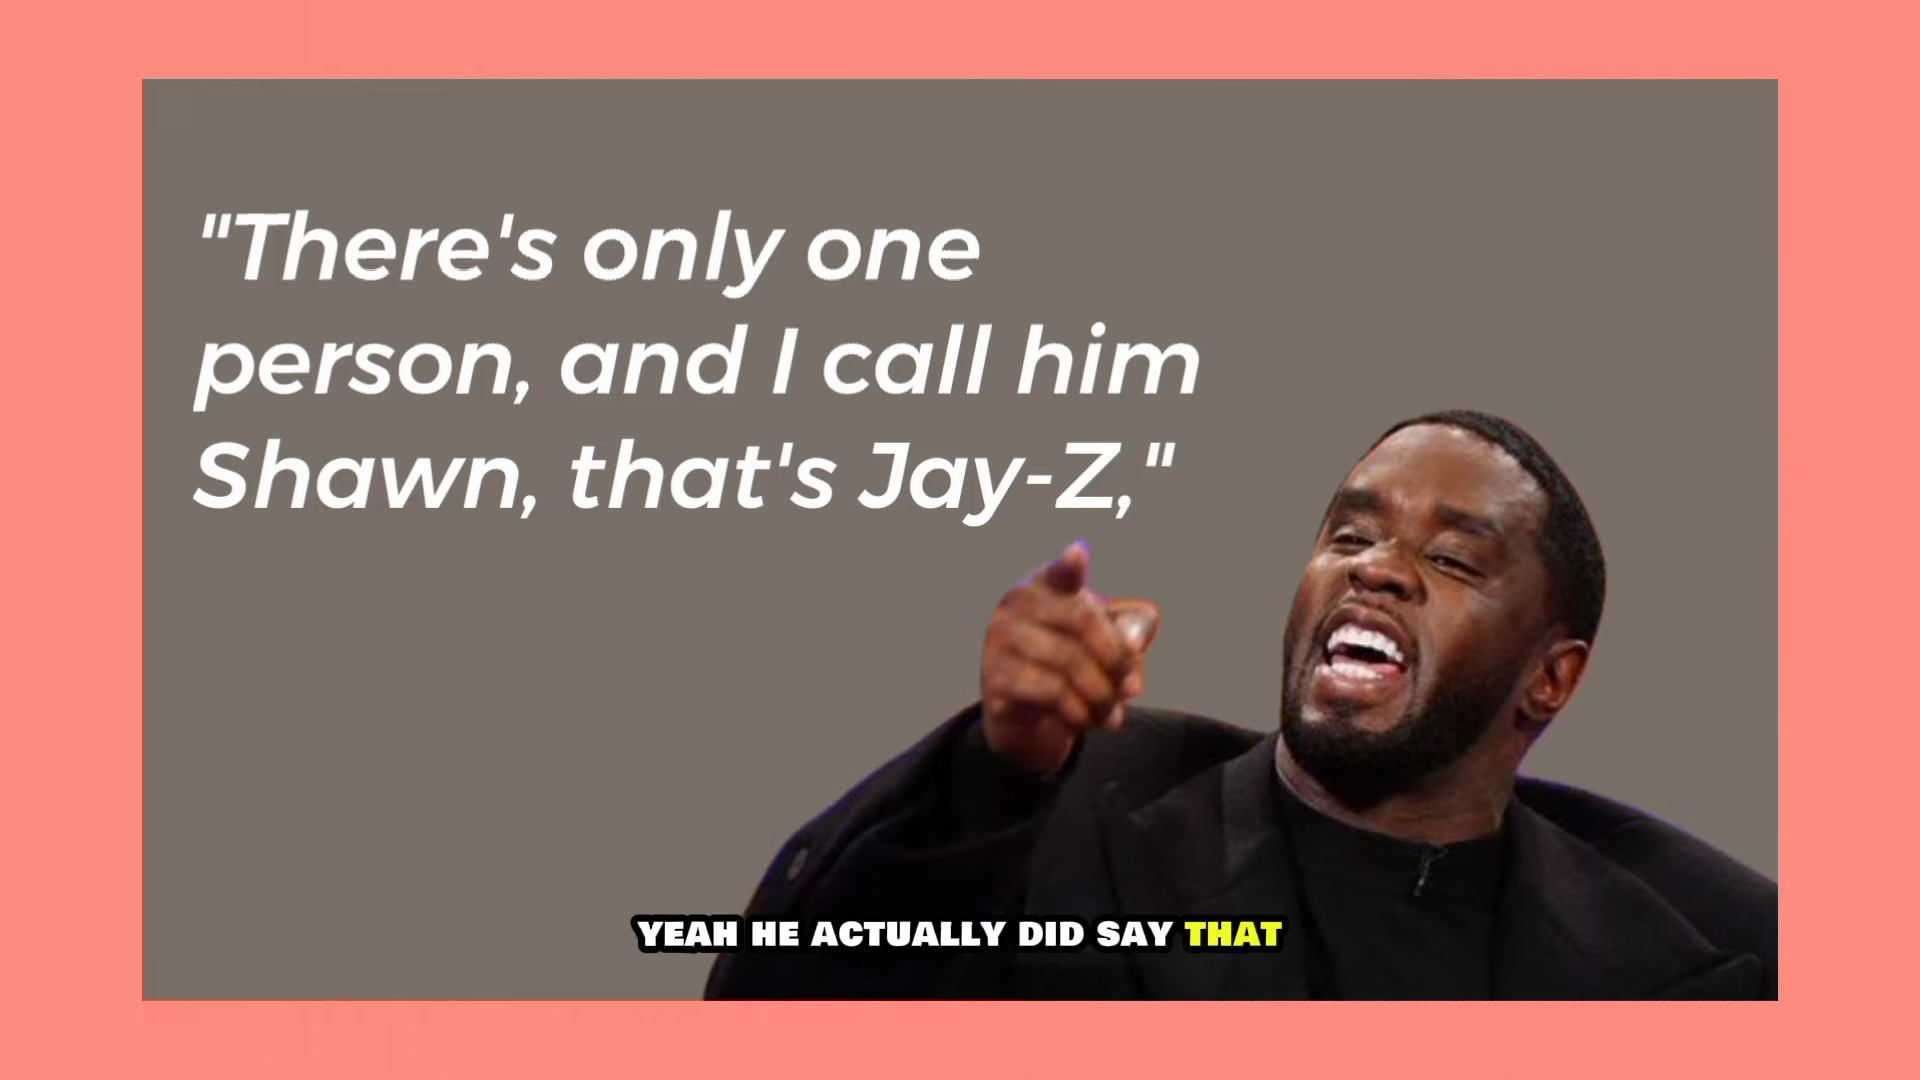 "There's only one
person, and I call him
Shawn, that's Jay-Z,"
YEAH HE ACTUALLY DID SAY THAT